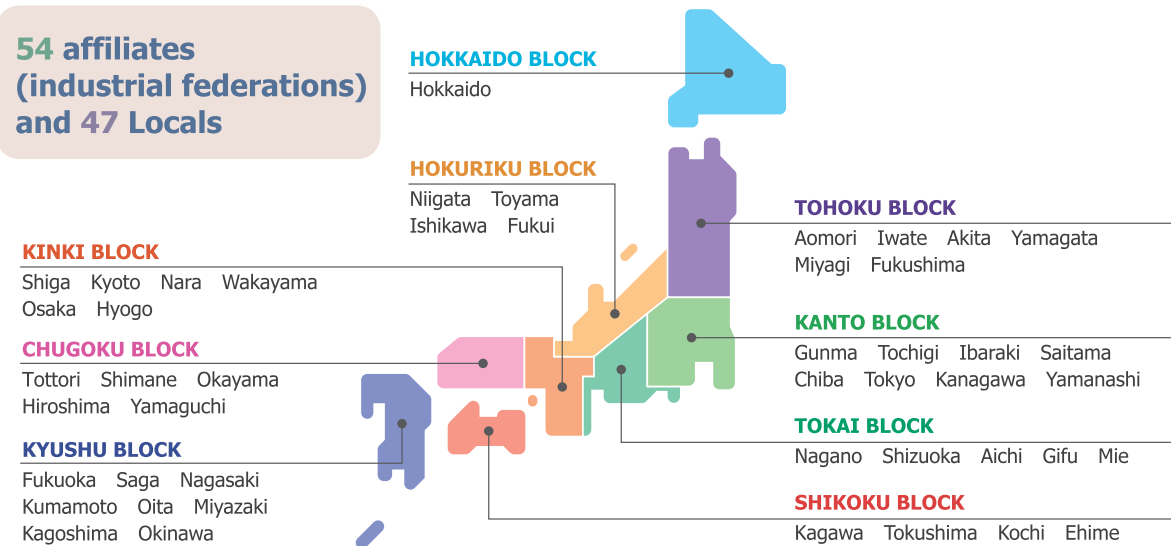 54 affiliates
(industrial federations)
and 47 Locals
HOKKAIDO BLOCK
Hokkaido
HOKURIKU BLOCK
Niigata Toyama
Ishikawa Fukui
TOHOKU BLOCK
Aomori Iwate Akita Yamagata
Miyagi Fukushima
KINKI BLOCK
Shiga Kyoto Nara Wakayama
Osaka Hyogo
KANTO BLOCK
Gunma Tochigi Ibaraki Saitama
Chiba Tokyo Kanagawa Yamanashi
CHUGOKU BLOCK
Tottori Shimane Okayama
Hiroshima Yamaguchi
TOKAI BLOCK
Nagano Shizuoka Aichi Gifu Mie
KYUSHU BLOCK
Fukuoka Saga Nagasaki
Kumamoto Oita Miyazaki
Kagoshima Okinawa
SHIKOKU BLOCK
Kagawa Tokushima Kochi Ehime